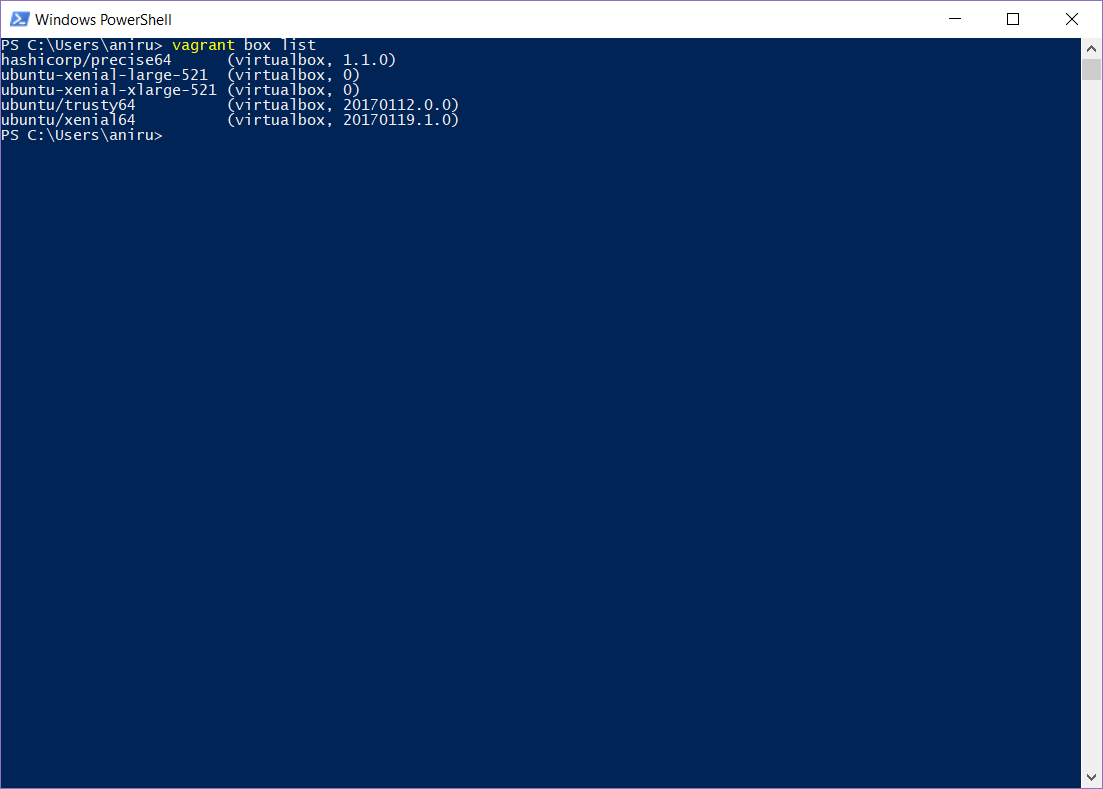 Windows PowerShell
PS C:\Users\aniru> vagrant box list
hashicorp/precise64      (virtualbox, 1.1.0)
ubuntu-xenial-large-521  (virtualbox, 0)
ubuntu-xenial-xlarge-521 (virtualbox, 0)
ubuntu/trusty64          (virtualbox, 20170112.0.0)
ubuntu/xenial64          (virtualbox, 20170119.1.0)
PS C:\Users\aniru>